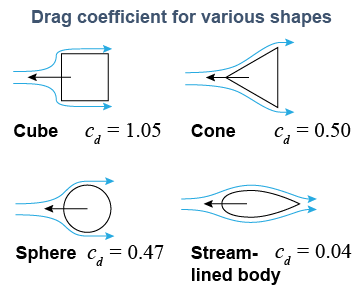 Drag coefficient for various shapes
Cube c_d = 1.05
Cone c_d = 0.50
Sphere c_d = 0.47
Stream- c_d = 0.04
lined body